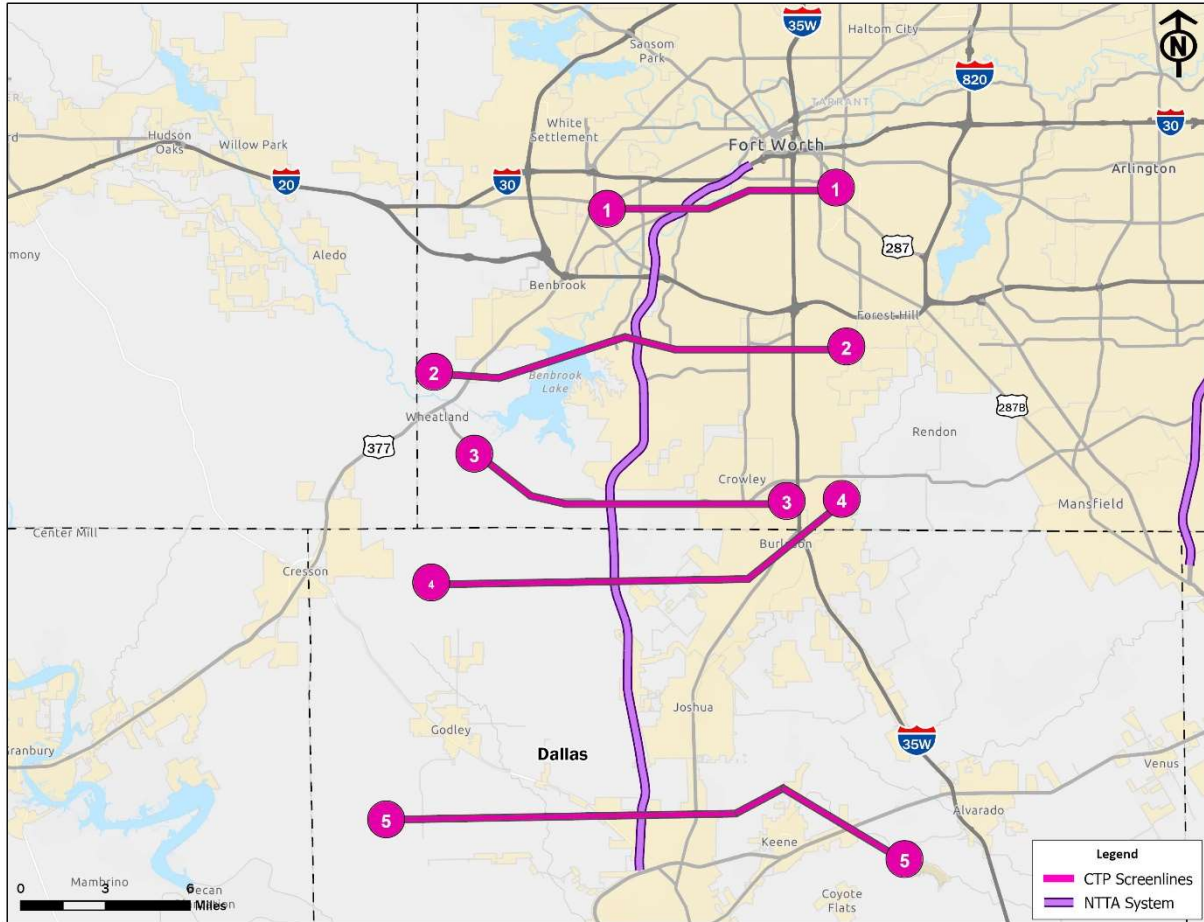 35W
Haltom City
Sansom
Park
N
820
TARRANT
Hudson
Oaks
Willow Park
White
Settlement
Fort Worth
30
Arlington
20
30
1
1
287
Aledo
Benbrook
Forest Hill
2
2
Benbrook
Lake
Wheatland
287B
377
Rendon
3
Crowley
3
4
Mansfield
Center Mill
Cresson
Burleson
4
Joshua
Godley
35W
Dallas
Venus
5
Alvarado
Keene
5
Coyote
Flats
Mambrino
0
3
6
Miles
Legend
CTP Screenlines
NTTA System